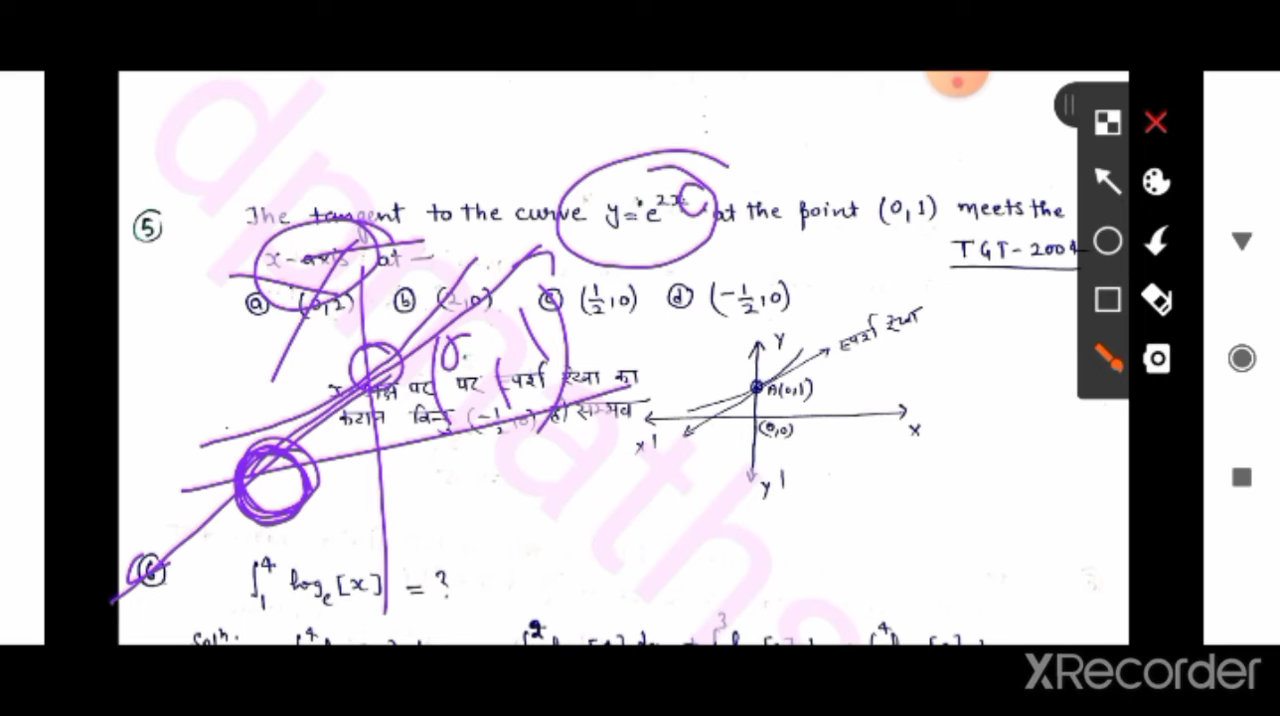 ⑤ The tangent to the curve y = e^2x at the point (0,1) meets the
x-axis at — TGT-2004
ⓐ (0,2) ⓑ (2,0) ⓒ (1/2,0) ⓓ (-1/2,0)
पर स्पर्श रेखा का
कटान बिन्दु (-1/2,0) ही सम्भव
स्पर्श रेखा
Y
A(0,1)
(0,0)
X
x'
y'
⑥ ∫₁⁴ logₑ[x] = ?
dnmaths
XRecorder